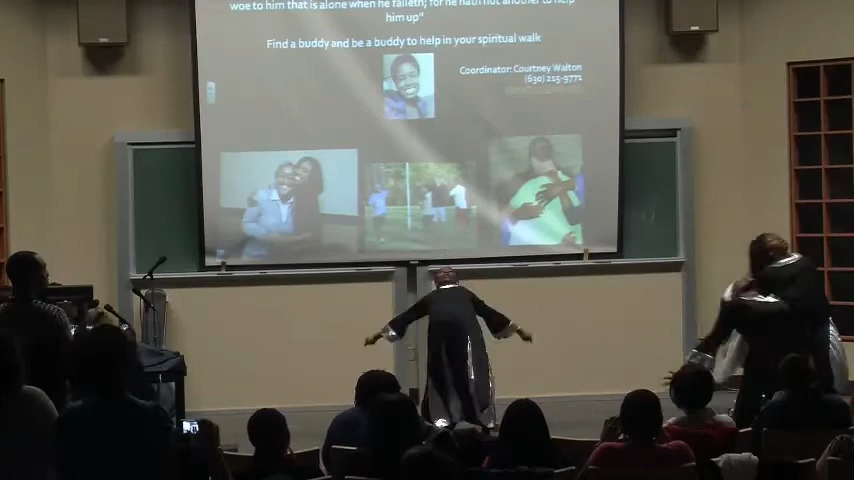 woe to him that is alone when he falleth; for he hath not another to help
him up"
Find a buddy and be a buddy to help in your spiritual walk
Coordinator: Courtney Walton
(630) 215-9771